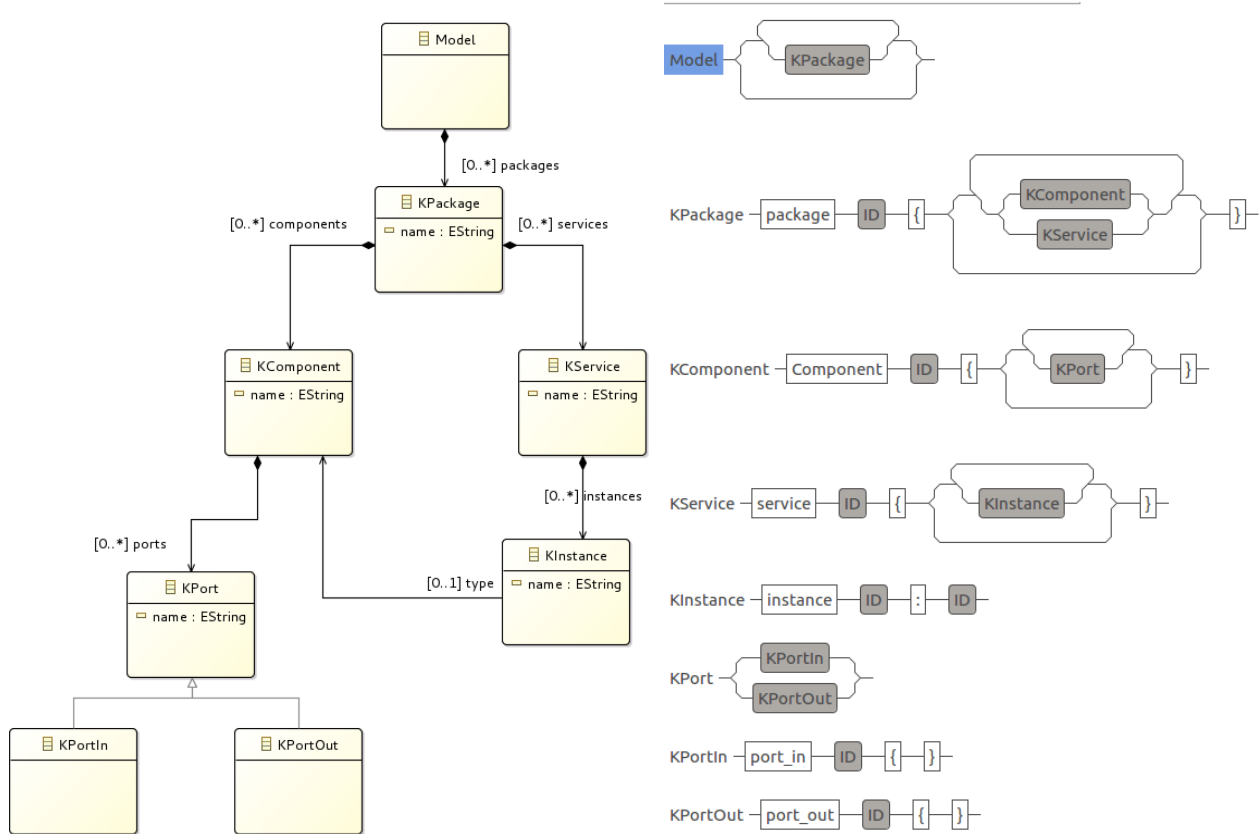 Model
[0..*] packages
KPackage
name : EString
[0..*] components
[0..*] services
KComponent
name : EString
KService
name : EString
[0..*] instances
[0..*] ports
KPort
name : EString
KInstance
name : EString
[0..1] type
KPortIn
KPortOut
Model KPackage
KPackage package ID { KComponent KService }
KComponent Component ID { KPort }
KService service ID { KInstance }
KInstance instance ID : ID
KPort KPortIn KPortOut
KPortIn port_in ID { }
KPortOut port_out ID { }